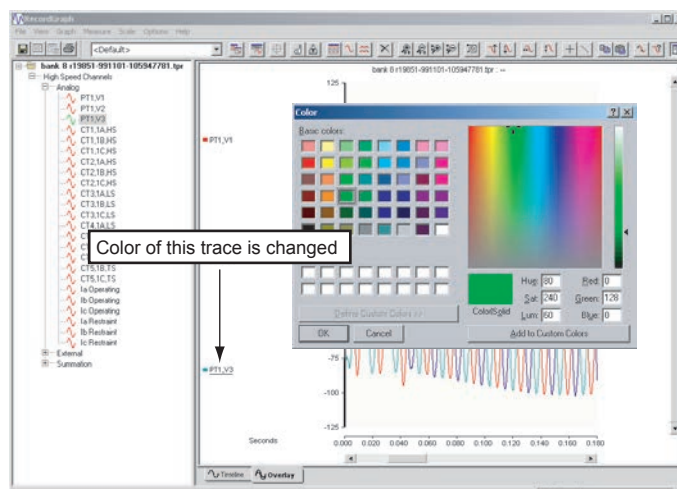 RecordGraph
File View Graph Measure Scale Options Help
<Default>
bank 8 r19851-991101-105947781.tpr
High Speed Channels
Analog
PT1,V1
PT1,V2
PT1,V3
CT1,1A,HS
CT1,1B,HS
CT1,1C,HS
CT2,1A,HS
CT2,1B,HS
CT2,1C,HS
CT3,1A,LS
CT3,1B,LS
CT3,1C,LS
CT4,1A,LS
CT5,1B,TS
CT5,1C,TS
Ia Operating
Ib Operating
Ic Operating
Ia Restraint
Ib Restraint
Ic Restraint
External
Summation
bank 8 r19851-991101-105947781.tpr : --
125
PT1,V1
Color
Basic colors:
Define Custom Colors >>
OK
Cancel
Color|Solid
Hue: 80
Sat: 240
Lum: 60
Red: 0
Green: 128
Blue: 0
Add to Custom Colors
Color of this trace is changed
PT1,V3
-75
-100
-125
Seconds
0.000 0.020 0.040 0.060 0.080 0.100 0.120 0.140 0.160 0.180
Timeline
Overlay